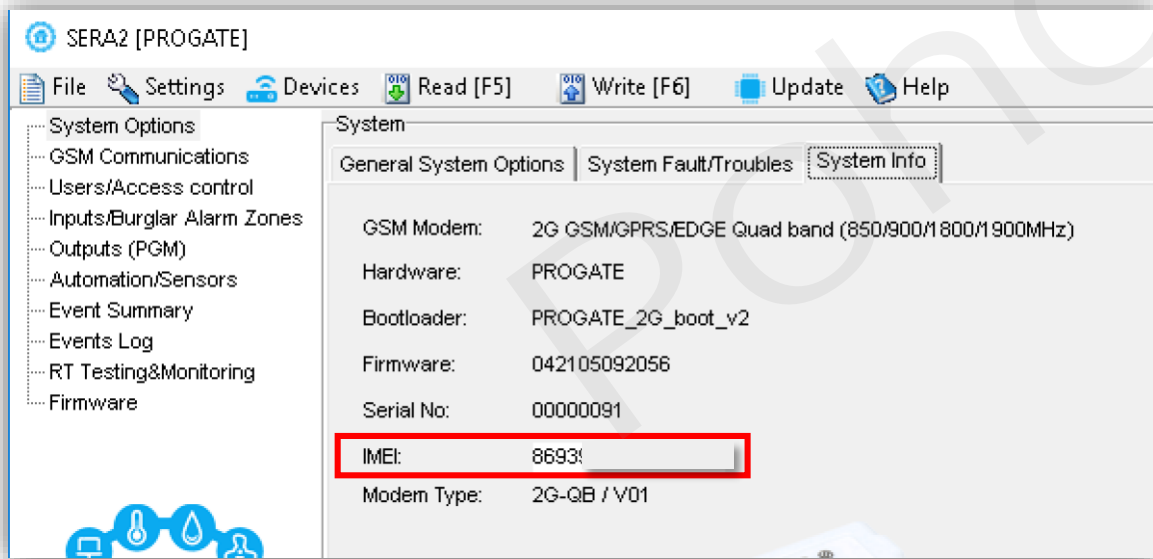 SERA2 [PROGATE]
File Settings Devices Read [F5] Write [F6] Update Help
System Options
GSM Communications
Users/Access control
Inputs/Burglar Alarm Zones
Outputs (PGM)
Automation/Sensors
Event Summary
Events Log
RT Testing&Monitoring
Firmware
System
General System Options System Fault/Troubles System Info
GSM Modem: 2G GSM/GPRS/EDGE Quad band (850/900/1800/1900MHz)
Hardware: PROGATE
Bootloader: PROGATE_2G_boot_v2
Firmware: 042105092056
Serial No: 00000091
IMEI: 8693
Modem Type: 2G-QB / V01